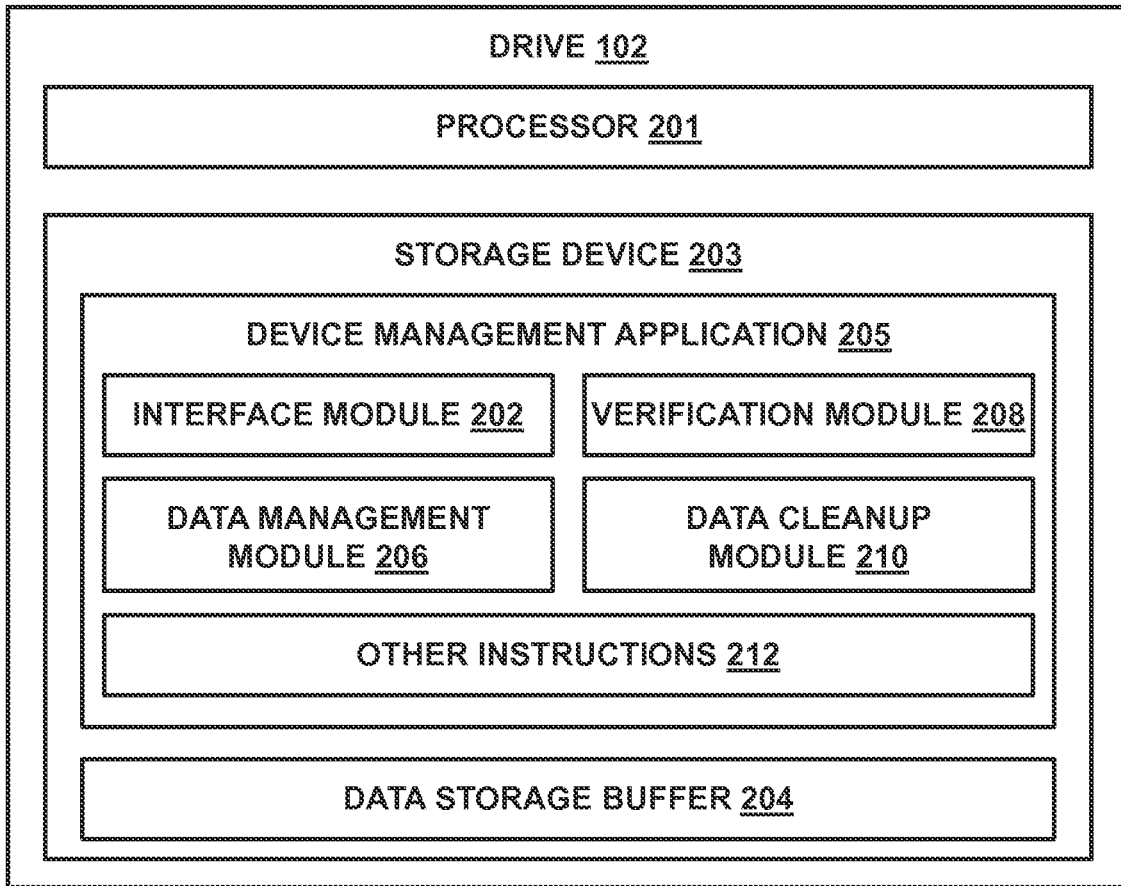 DRIVE 102
PROCESSOR 201
STORAGE DEVICE 203
DEVICE MANAGEMENT APPLICATION 205
INTERFACE MODULE 202
VERIFICATION MODULE 208
DATA MANAGEMENT
MODULE 206
DATA CLEANUP
MODULE 210
OTHER INSTRUCTIONS 212
DATA STORAGE BUFFER 204